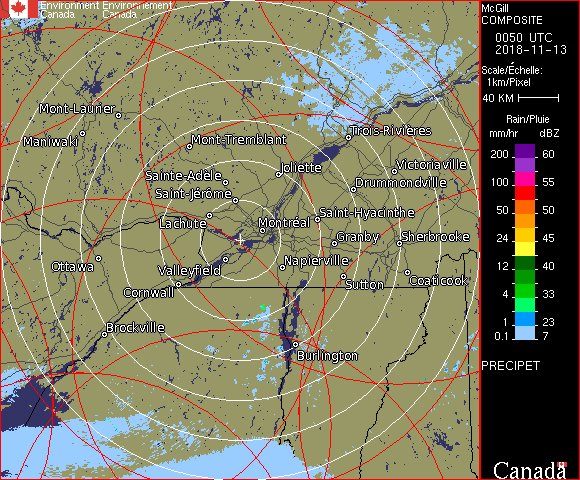 Environment Environnement
Canada Canada
McGill
COMPOSITE
0050 UTC
2018-11-13
Scale/Échelle:
1km/Pixel
40 KM
Rain/Pluie
mm/hr dBZ
200 60
100 55
50 50
24 45
12 40
4 33
1 23
0.1 7
PRECIPET
Mont-Laurier
Maniwaki
Mont-Tremblant
Trois-Rivières
Joliette
Victoriaville
Sainte-Adèle
Drummondville
Saint-Jérôme
Saint-Hyacinthe
Lachute
Montréal
Granby
Sherbrooke
Ottawa
Valleyfield
Napierville
Cornwall
Sutton
Coaticook
Brockville
Burlington
Canada